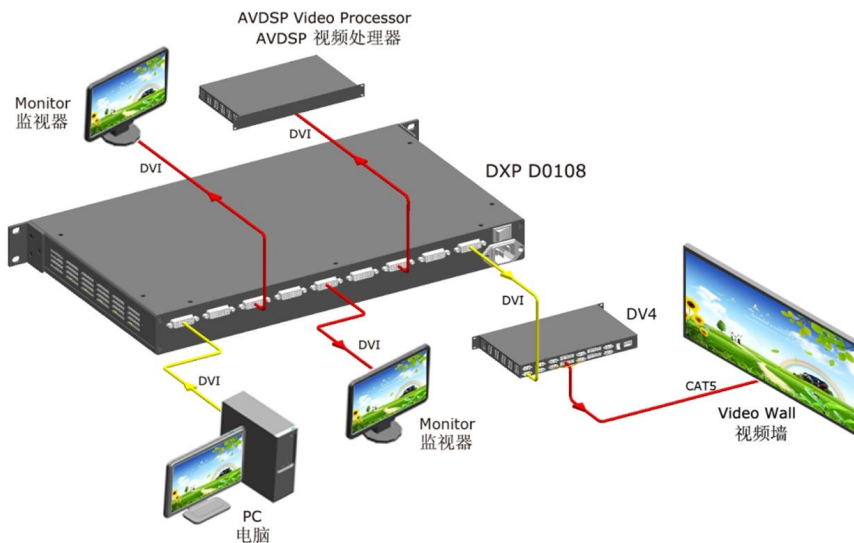 AVDSP Video Processor
AVDSP 视频处理器
Monitor
监视器
DVI
DVI
DXP D0108
DVI
DV4
DVI
DVI
CAT5
Video Wall
视频墙
Monitor
监视器
PC
电脑